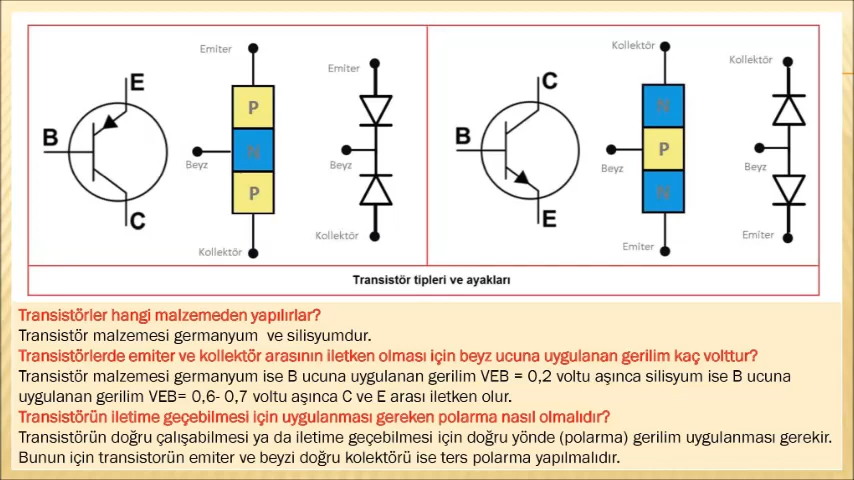 Emiter
E
B
C
P
N
P
Beyz
Kollektör
Emiter
Beyz
Kollektör
Kollektör
C
B
E
N
P
N
Beyz
Emiter
Kollektör
Beyz
Emiter
Transistör tipleri ve ayakları
Transistörler hangi malzemeden yapılırlar?
Transistör malzemesi germanyum ve silisyumdur.
Transistörlerde emiter ve kollektör arasının iletken olması için beyz ucuna uygulanan gerilim kaç volttur?
Transistör malzemesi germanyum ise B ucuna uygulanan gerilim VEB = 0,2 voltu aşınca silisyum ise B ucuna
uygulanan gerilim VEB= 0,6- 0,7 voltu aşınca C ve E arası iletken olur.
Transistörün iletime geçebilmesi için uygulanması gereken polarma nasıl olmalıdır?
Transistörün doğru çalışabilmesi ya da iletime geçebilmesi için doğru yönde (polarma) gerilim uygulanması gerekir.
Bunun için transistorün emiter ve beyzi doğru kolektörü ise ters polarma yapılmalıdır.